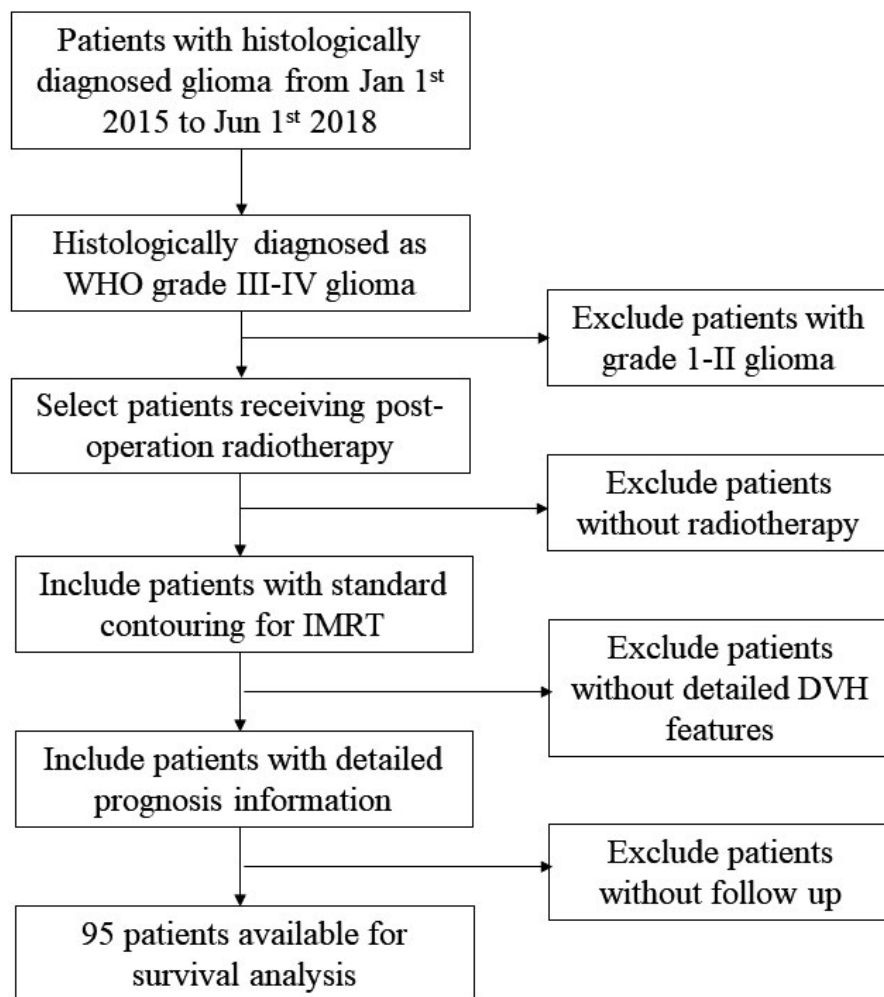 Patients with histologically
diagnosed glioma from Jan 1st
2015 to Jun 1st 2018
Histologically diagnosed as
WHO grade III-IV glioma
Exclude patients with
grade 1-II glioma
Select patients receiving post-
operation radiotherapy
Exclude patients
without radiotherapy
Include patients with standard
contouring for IMRT
Exclude patients
without detailed DVH
features
Include patients with detailed
prognosis information
Exclude patients
without follow up
95 patients available for
survival analysis